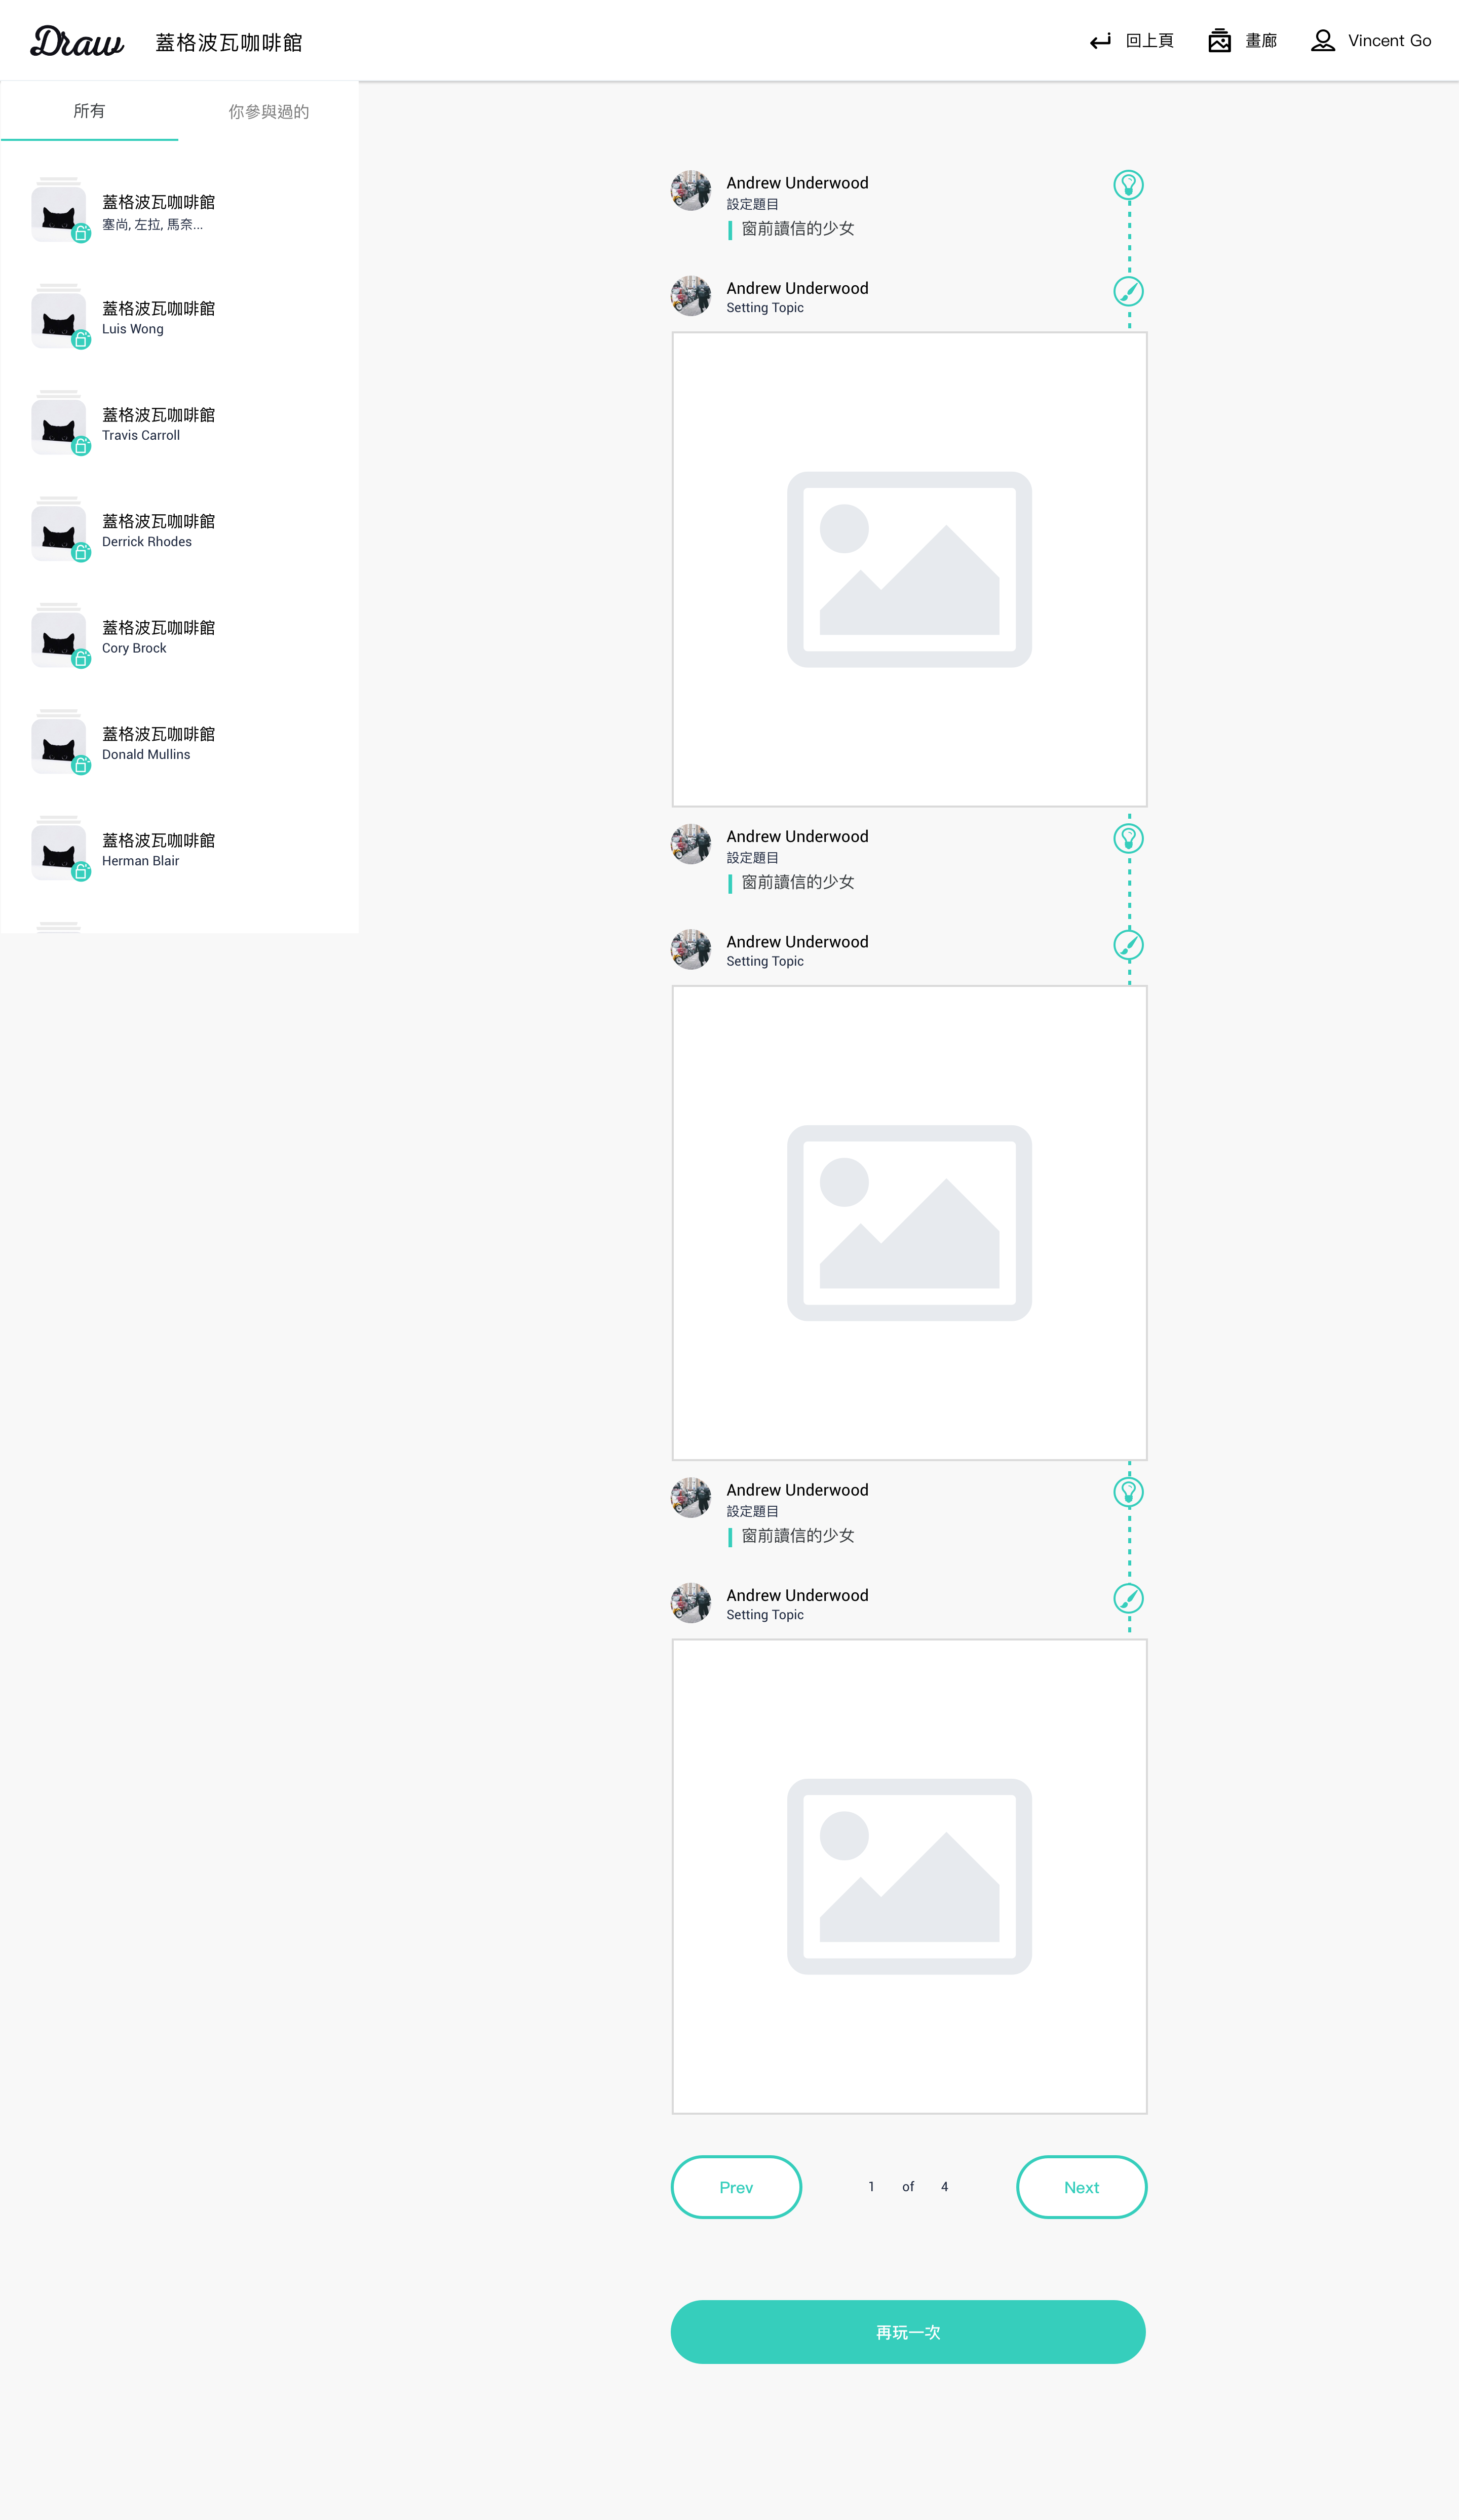 Draw
蓋格波瓦咖啡館
回上頁
畫廊
Vincent Go
所有
你參與過的
蓋格波瓦咖啡館
塞尚, 左拉, 馬奈...
蓋格波瓦咖啡館
Luis Wong
蓋格波瓦咖啡館
Travis Carroll
蓋格波瓦咖啡館
Derrick Rhodes
蓋格波瓦咖啡館
Cory Brock
蓋格波瓦咖啡館
Donald Mullins
蓋格波瓦咖啡館
Herman Blair
Andrew Underwood
設定題目
窗前讀信的少女
Andrew Underwood
Setting Topic
Andrew Underwood
設定題目
窗前讀信的少女
Andrew Underwood
Setting Topic
Andrew Underwood
設定題目
窗前讀信的少女
Andrew Underwood
Setting Topic
Prev
1 of 4
Next
再玩一次